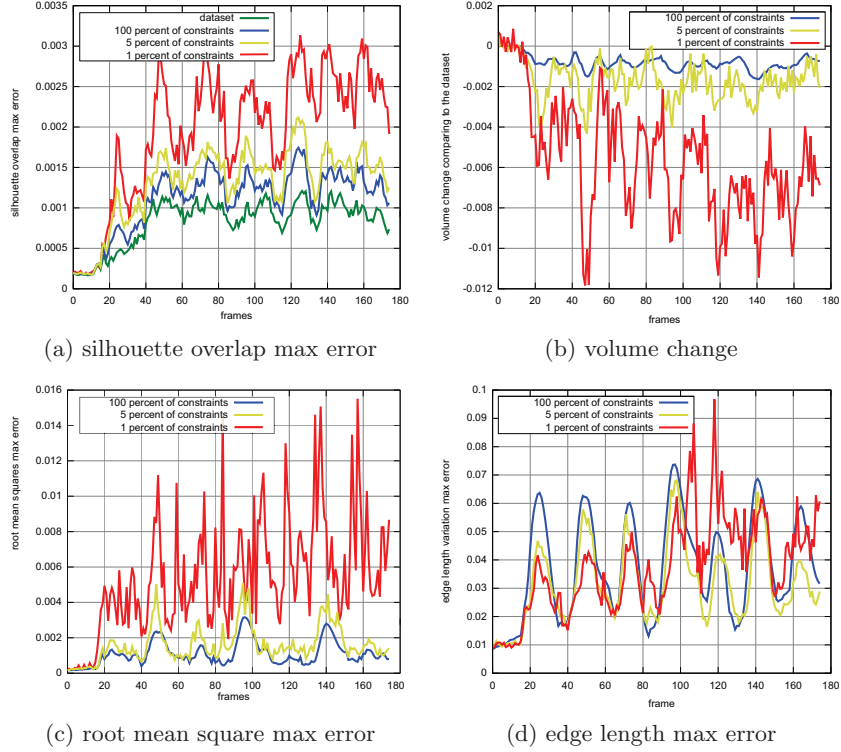 0.0035
0.003
0.0025
0.002
0.0015
0.001
0.0005
0
silhouette overlap max error
dataset
100 percent of constraints
5 percent of constraints
1 percent of constraints
0 20 40 60 80 100 120 140 160 180
frames
(a) silhouette overlap max error
0.002
0
-0.002
-0.004
-0.006
-0.008
-0.01
-0.012
volume change comparing to the dataset
100 percent of constraints
5 percent of constraints
1 percent of constraints
0 20 40 60 80 100 120 140 160 180
frames
(b) volume change
0.016
0.014
0.012
0.01
0.008
0.006
0.004
0.002
0
root mean squares max error
100 percent of constraints
5 percent of constraints
1 percent of constraints
0 20 40 60 80 100 120 140 160 180
frames
(c) root mean square max error
0.1
0.09
0.08
0.07
0.06
0.05
0.04
0.03
0.02
0.01
0
edge length variation max error
100 percent of constraints
5 percent of constraints
1 percent of constraints
0 20 40 60 80 100 120 140 160 180
frame
(d) edge length max error